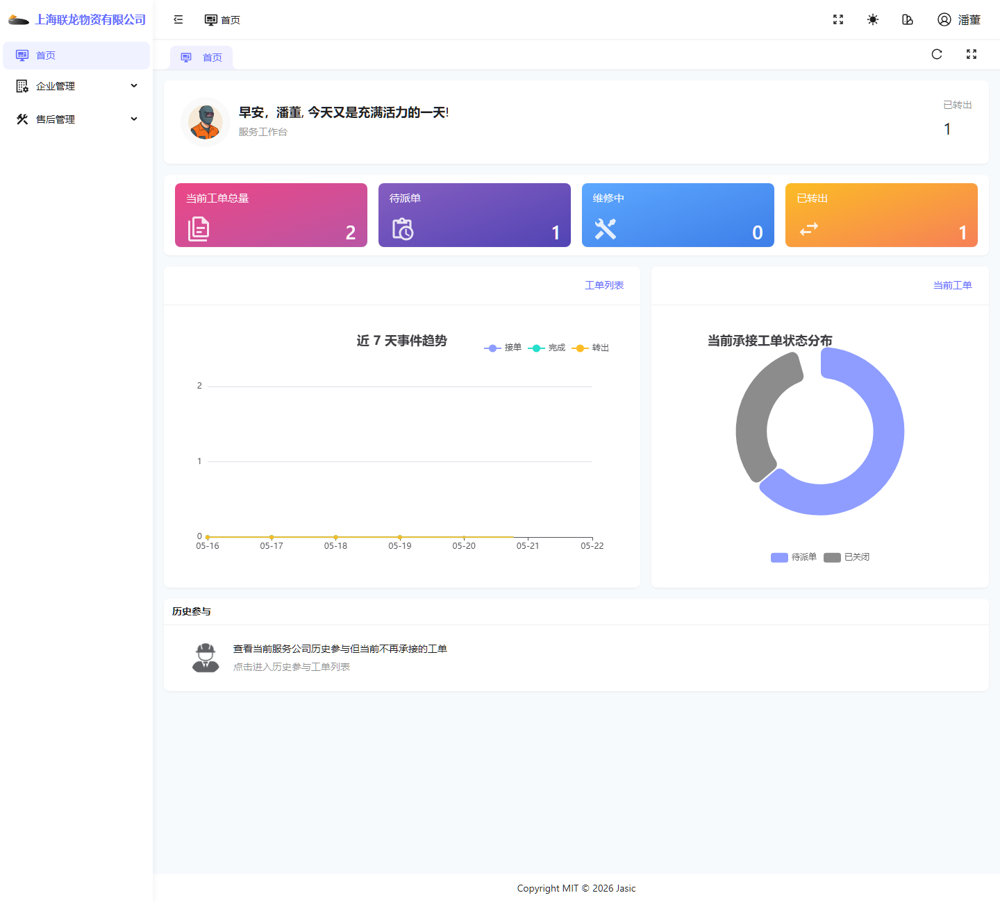 上海联龙物资有限公司
首页
企业管理
售后管理
首页
潘董
首页
早安，潘董, 今天又是充满活力的一天!
服务工作台
已转出
1
当前工单总量
2
待派单
1
维修中
0
已转出
1
工单列表
近 7 天事件趋势
接单
完成
转出
2
1
0
05-16
05-17
05-18
05-19
05-20
05-21
05-22
当前工单
当前承接工单状态分布
待派单
已关闭
历史参与
查看当前服务公司历史参与但当前不再承接的工单
点击进入历史参与工单列表
Copyright MIT © 2026 Jasic